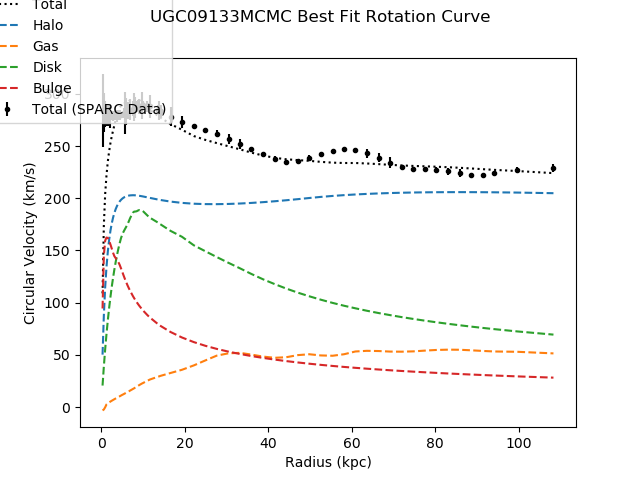 UGC09133MCMC Best Fit Rotation Curve
Total
Halo
Gas
Disk
Bulge
Total (SPARC Data)
300
250
200
150
100
50
0
Circular Velocity (km/s)
0 20 40 60 80 100
Radius (kpc)